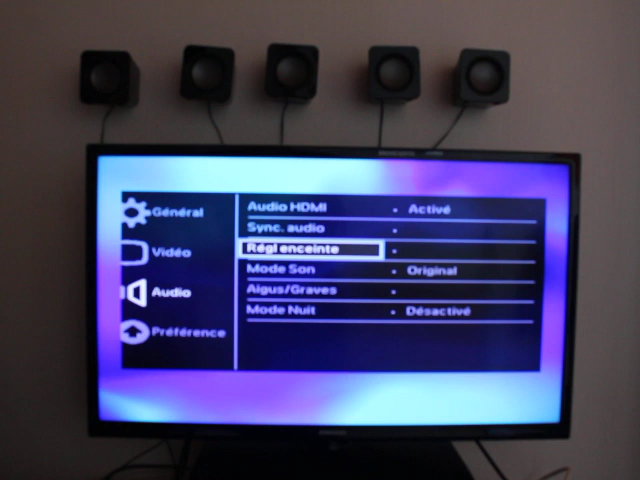 Général
Vidéo
Audio
Préférence
Audio HDMI • Activé
Sync. audio •
Régl enceinte •
Mode Son • Original
Aigus/Graves •
Mode Nuit • Désactivé